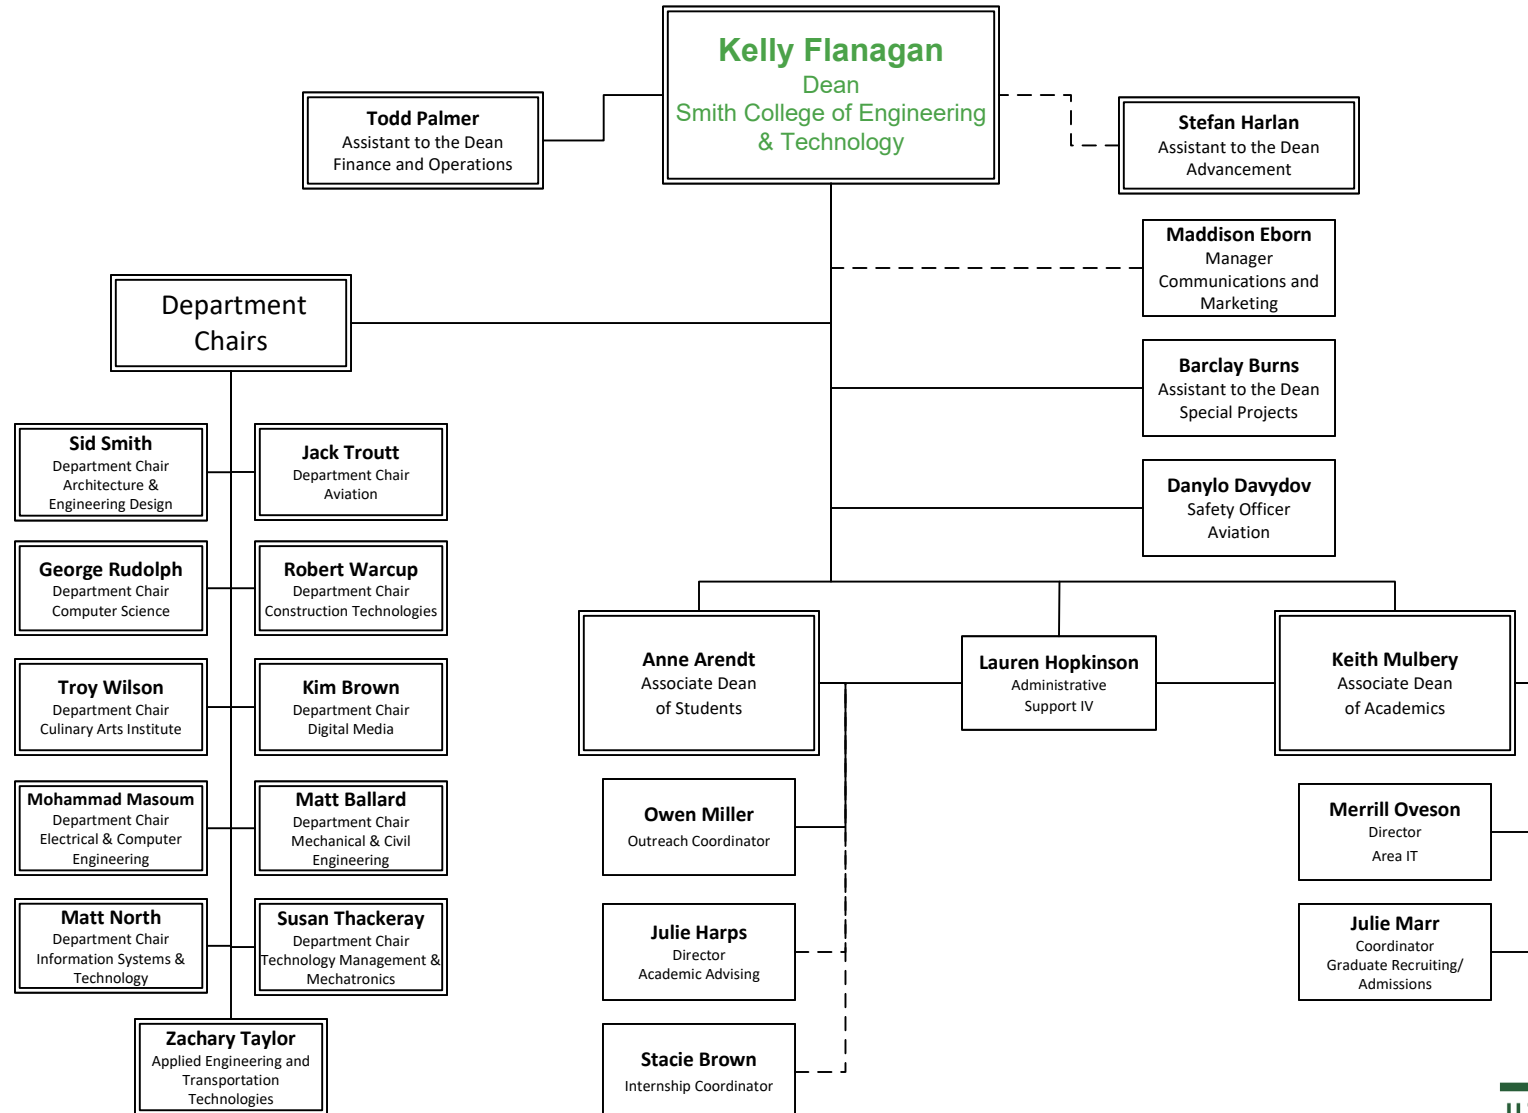 Kelly Flanagan
Dean
Smith College of Engineering
& Technology
Todd Palmer
Assistant to the Dean
Finance and Operations
Stefan Harlan
Assistant to the Dean
Advancement
Maddison Eborn
Manager
Communications and
Marketing
Department
Chairs
Barclay Burns
Assistant to the Dean
Special Projects
Sid Smith
Department Chair
Architecture &
Engineering Design
Jack Troutt
Department Chair
Aviation
Danylo Davydov
Safety Officer
Aviation
George Rudolph
Department Chair
Computer Science
Robert Warcup
Department Chair
Construction Technologies
Anne Arendt
Associate Dean
of Students
Lauren Hopkinson
Administrative
Support IV
Keith Mulbery
Associate Dean
of Academics
Troy Wilson
Department Chair
Culinary Arts Institute
Kim Brown
Department Chair
Digital Media
Mohammad Masoum
Department Chair
Electrical & Computer
Engineering
Matt Ballard
Department Chair
Mechanical & Civil
Engineering
Owen Miller
Outreach Coordinator
Merrill Oveson
Director
Area IT
Matt North
Department Chair
Information Systems &
Technology
Susan Thackeray
Department Chair
Technology Management &
Mechatronics
Julie Harps
Director
Academic Advising
Julie Marr
Coordinator
Graduate Recruiting/
Admissions
Zachary Taylor
Applied Engineering and
Transportation
Technologies
Stacie Brown
Internship Coordinator